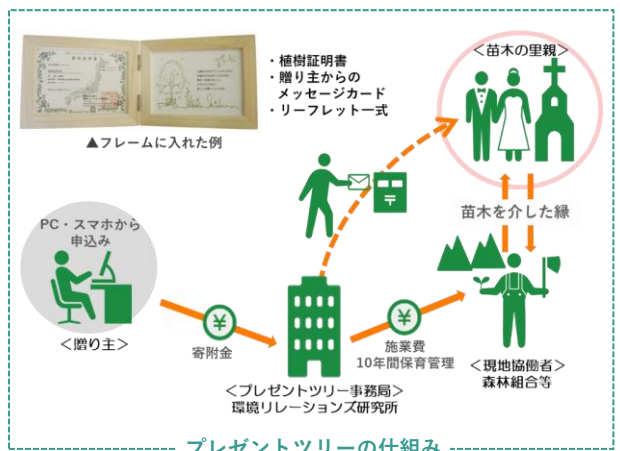 ・植樹証明書
・贈り主からの
メッセージカード
・リーフレット一式
▲フレームに入れた例
＜苗木の里親＞
〒
苗木を介した縁
PC・スマホから
申込み
＜贈り主＞
¥
寄附金
¥
施業費
10年間保育管理
＜プレゼントツリー事務局＞
環境リレーションズ研究所
＜現地協働者＞
森林組合等
プレゼントツリーの仕組み